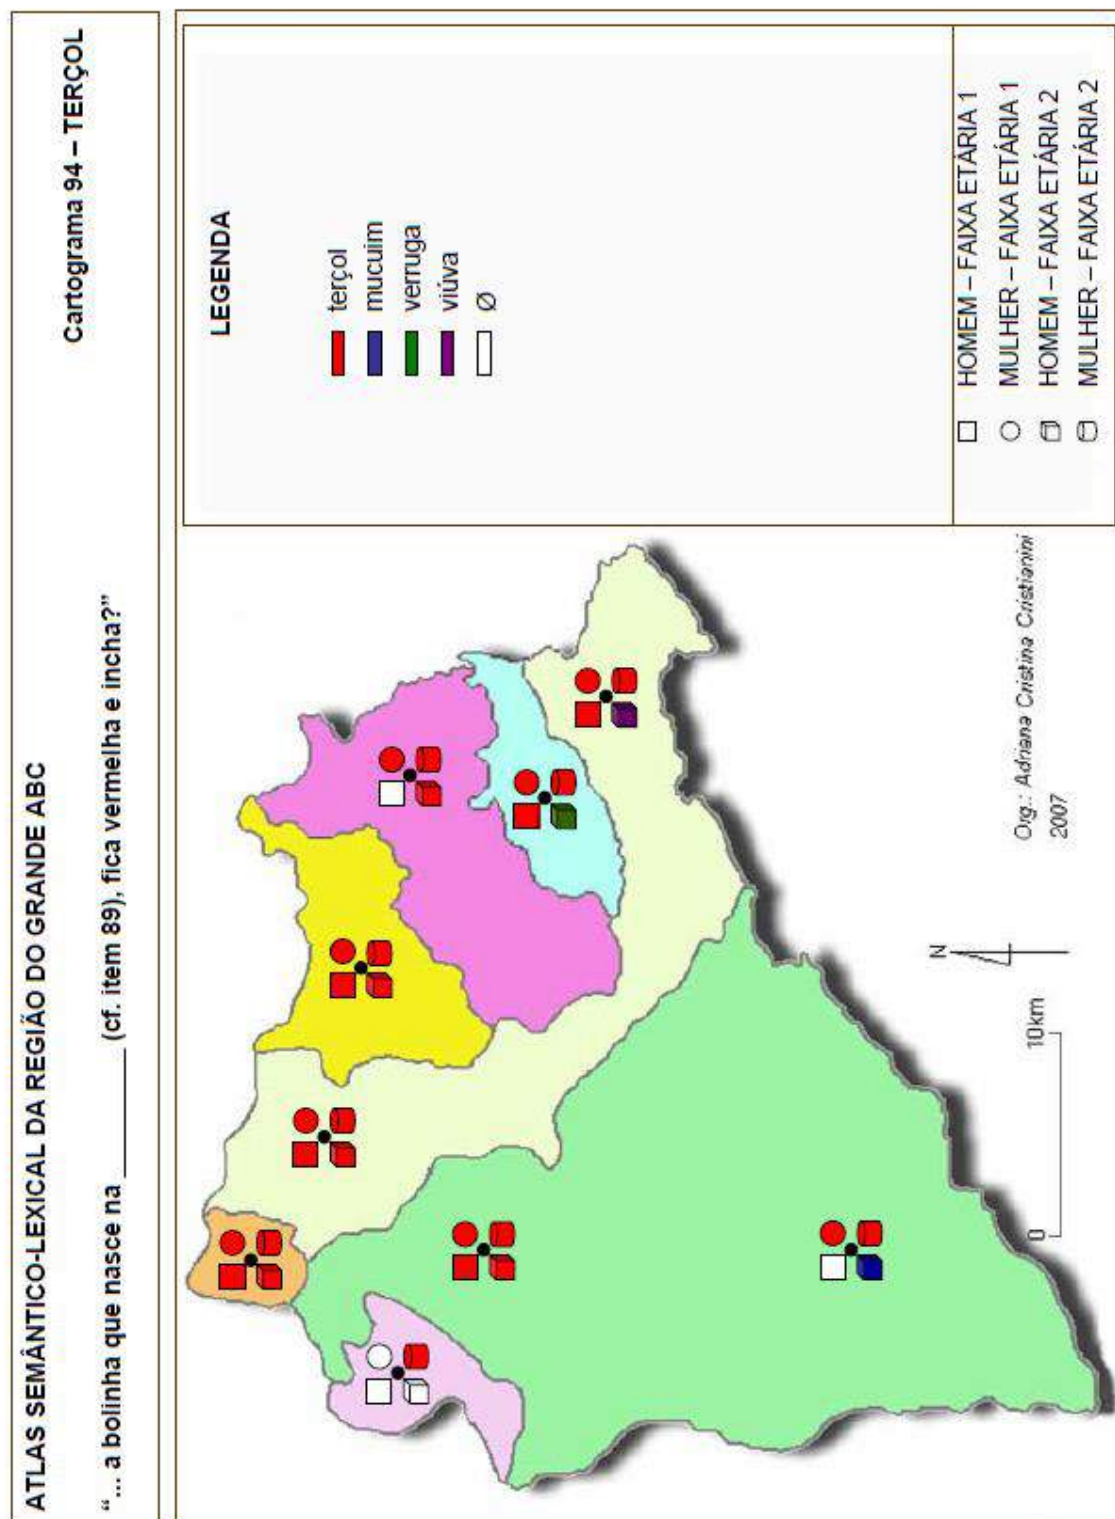 ATLAS SEMÂNTICO-LEXICAL DA REGIÃO DO GRANDE ABC
Cartograma 94 – TERÇOL
“... a bolinha que nasce na ________ (cf. item 89), fica vermelha e incha?”
LEGENDA
terçol
mucuim
verruga
viúva
Ø
HOMEM – FAIXA ETÁRIA 1
MULHER – FAIXA ETÁRIA 1
HOMEM – FAIXA ETÁRIA 2
MULHER – FAIXA ETÁRIA 2
N
0 10km
Org.: Adriana Cristina Cristianini
2007